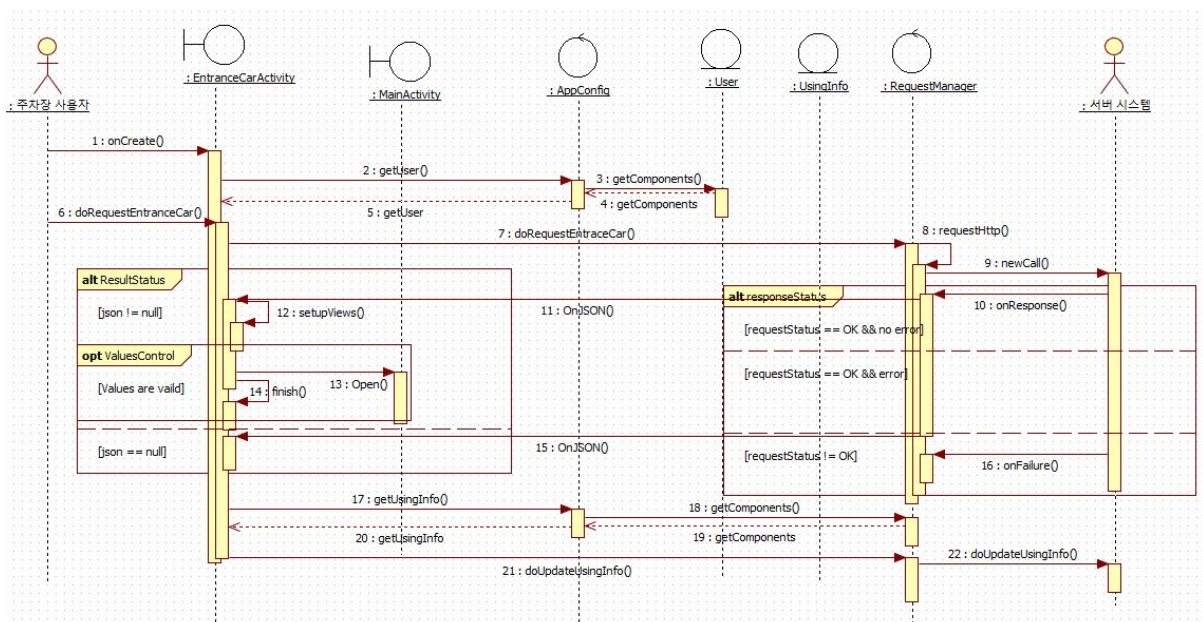 : EntranceCarActivity
: MainActivity
: AppConfig
: User
: UsingInfo
: RequestManager
: 주차장 사용자
: 서버 시스템
1 : onCreate()
2 : getUser()
3 : getComponents()
4 : getComponents
5 : getUser
6 : doRequestEntranceCar()
7 : doRequestEntraceCar()
8 : requestHttp()
9 : newCall()
alt ResultStatus
alt responseStatus
10 : onResponse()
[json != null]
12 : setupViews()
11 : OnJSON()
[requestStatus == OK && no error]
opt ValuesControl
[requestStatus == OK && error]
[Values are vaild]
13 : Open()
14 : finish()
15 : OnJSON()
[json == null]
[requestStatus != OK]
16 : onFailure()
17 : getUsingInfo()
18 : getComponents()
19 : getComponents
20 : getUsingInfo
21 : doUpdateUsingInfo()
22 : doUpdateUsingInfo()